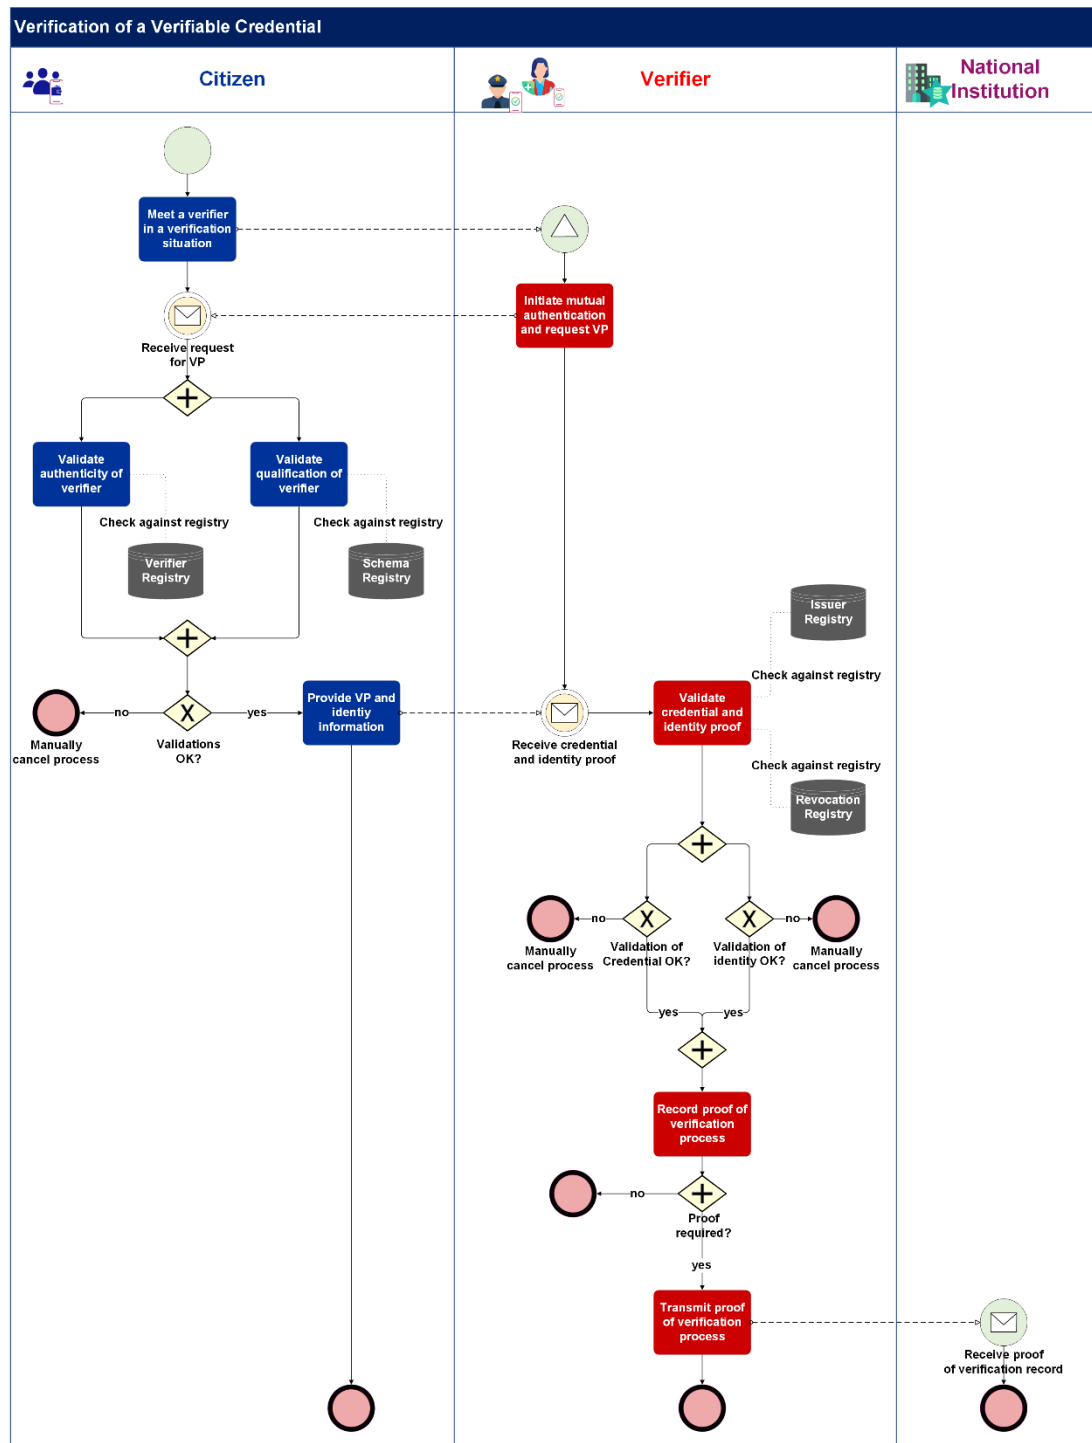 Verification of a Verifiable Credential
Citizen
Verifier
National
Institution
Meet a verifier
in a verification
situation
Initiate mutual
authentication
and request VP
Receive request
for VP
Validate
authenticity of
verifier
Validate
qualification of
verifier
Check against registry
Check against registry
Verifier
Registry
Schema
Registry
Issuer
Registry
Check against registry
no
Validations
OK?
yes
Manually
cancel process
Provide VP and
identiy
information
Receive credential
and identity proof
Validate
credential and
identity proof
Check against registry
Revocation
Registry
no
Validation of
Credential OK?
Manually
cancel process
Validation of
identity OK?
no
Manually
cancel process
yes
yes
Record proof of
verification
process
no
Proof
required?
yes
Transmit proof
of verification
process
Receive proof
of verification record